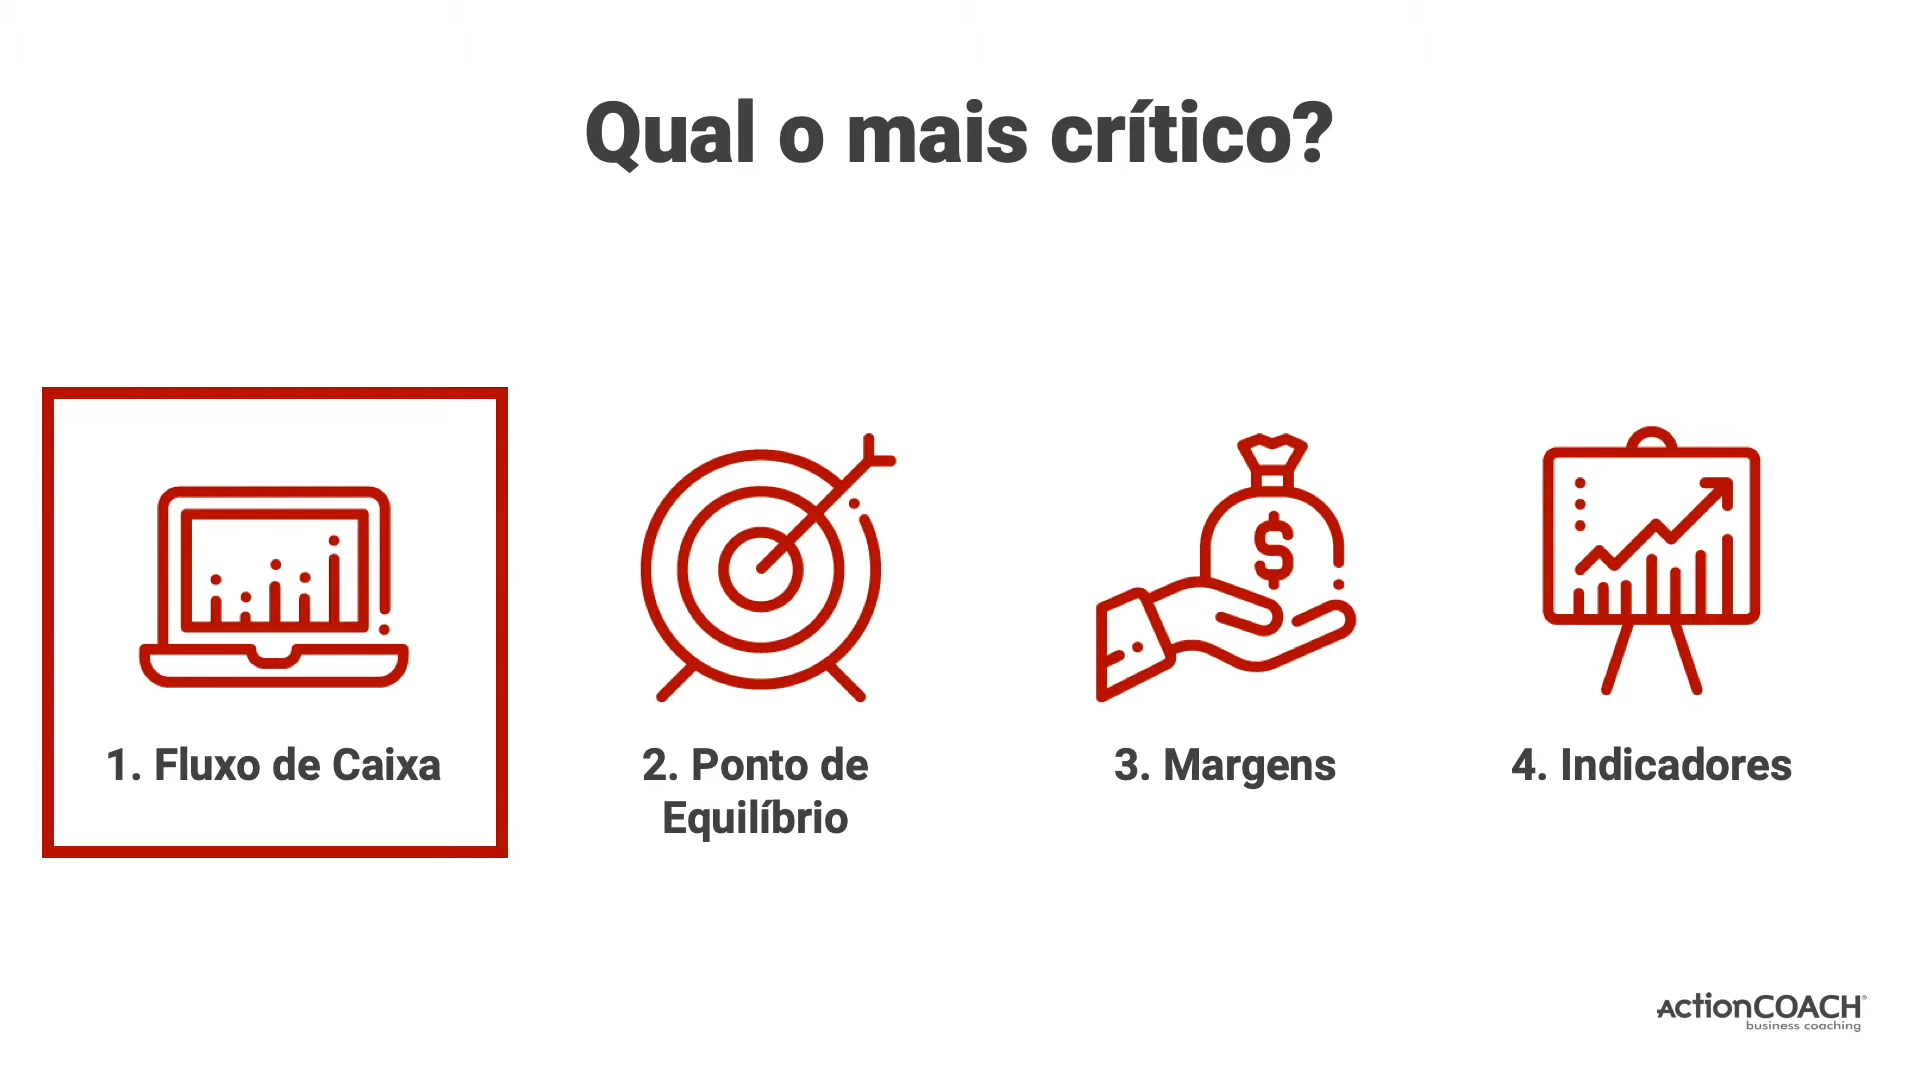 Qual o mais crítico?
1. Fluxo de Caixa
2. Ponto de
Equilíbrio
3. Margens
$
4. Indicadores
ActionCOACH®
business coaching